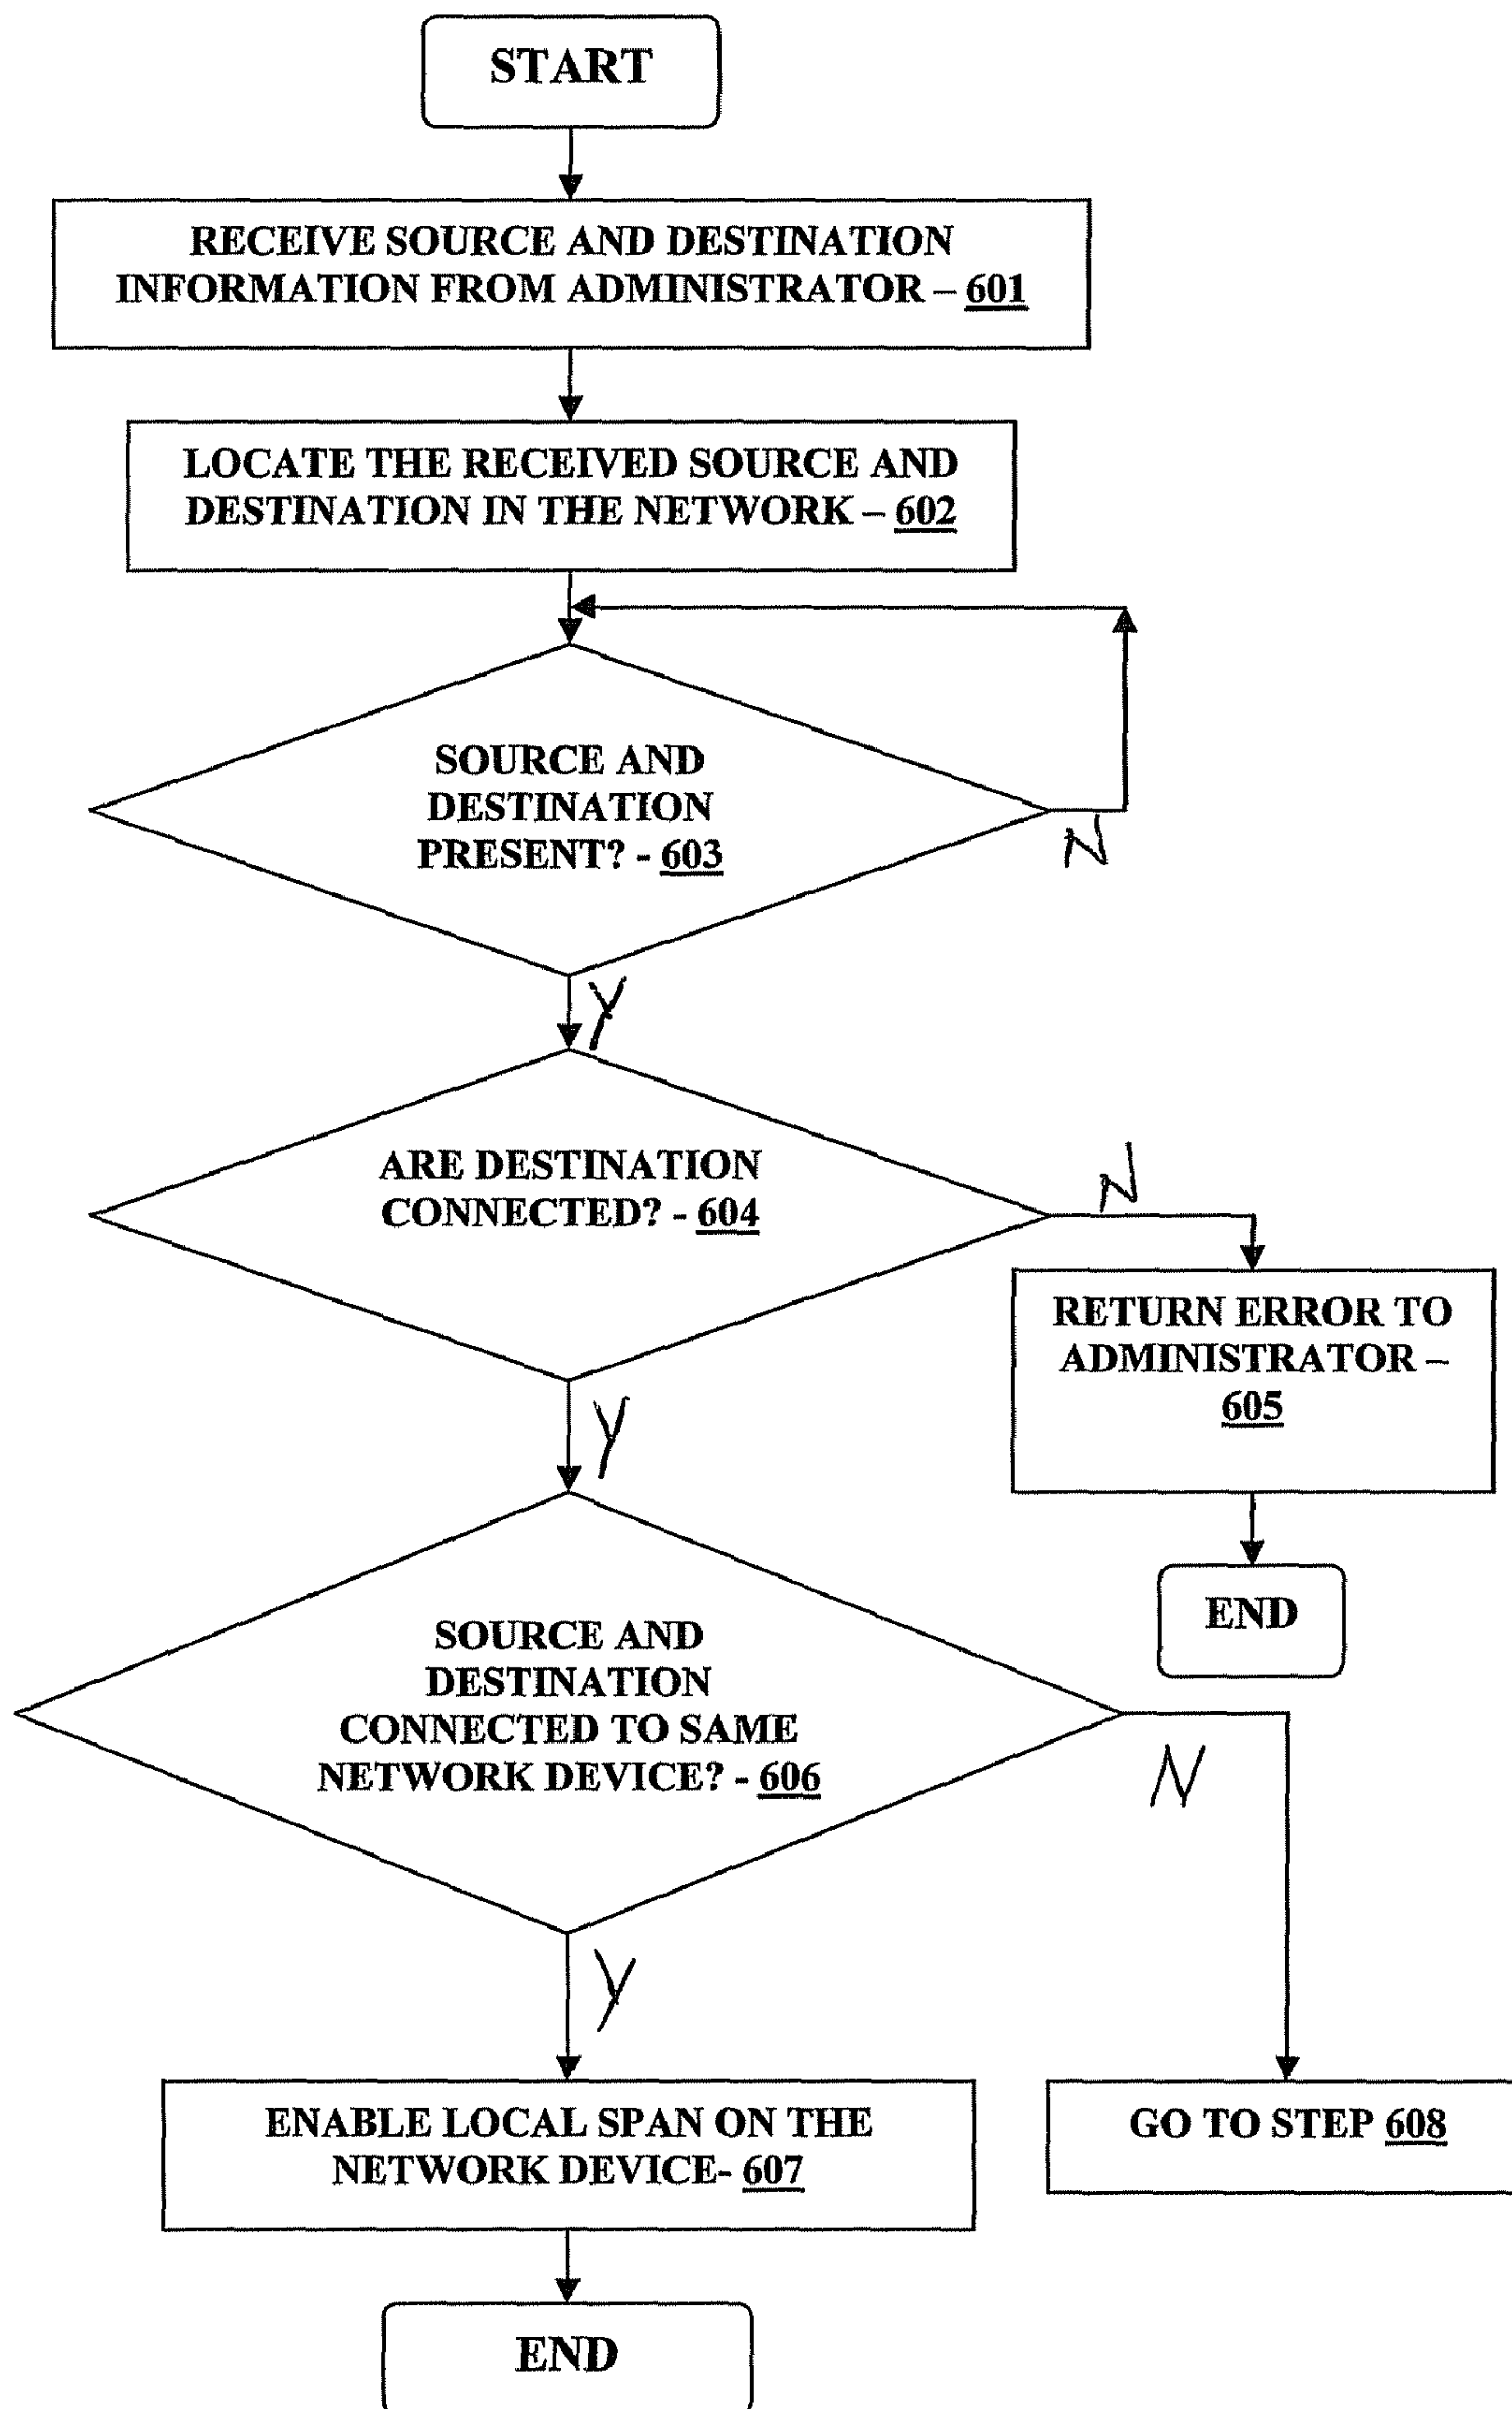 START
RECEIVE SOURCE AND DESTINATION
INFORMATION FROM ADMINISTRATOR – 601
LOCATE THE RECEIVED SOURCE AND
DESTINATION IN THE NETWORK – 602
SOURCE AND
DESTINATION
PRESENT? - 603
N
Y
ARE DESTINATION
CONNECTED? - 604
N
RETURN ERROR TO
ADMINISTRATOR –
605
END
Y
SOURCE AND
DESTINATION
CONNECTED TO SAME
NETWORK DEVICE? - 606
N
Y
ENABLE LOCAL SPAN ON THE
NETWORK DEVICE- 607
GO TO STEP 608
END